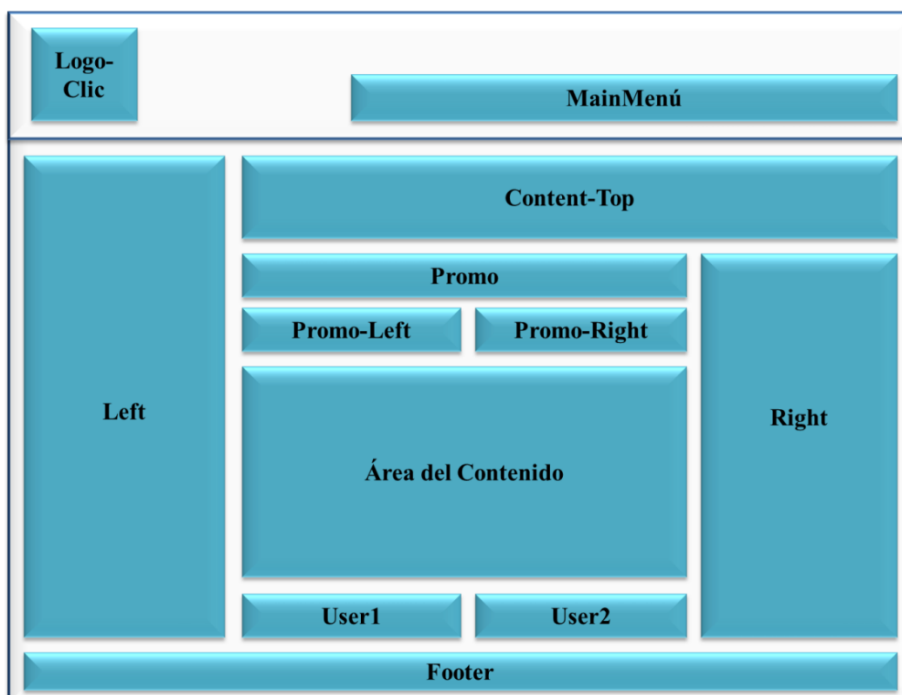 Logo-
Clic
MainMenú
Content-Top
Promo
Promo-Left
Promo-Right
Left
Right
Área del Contenido
User1
User2
Footer